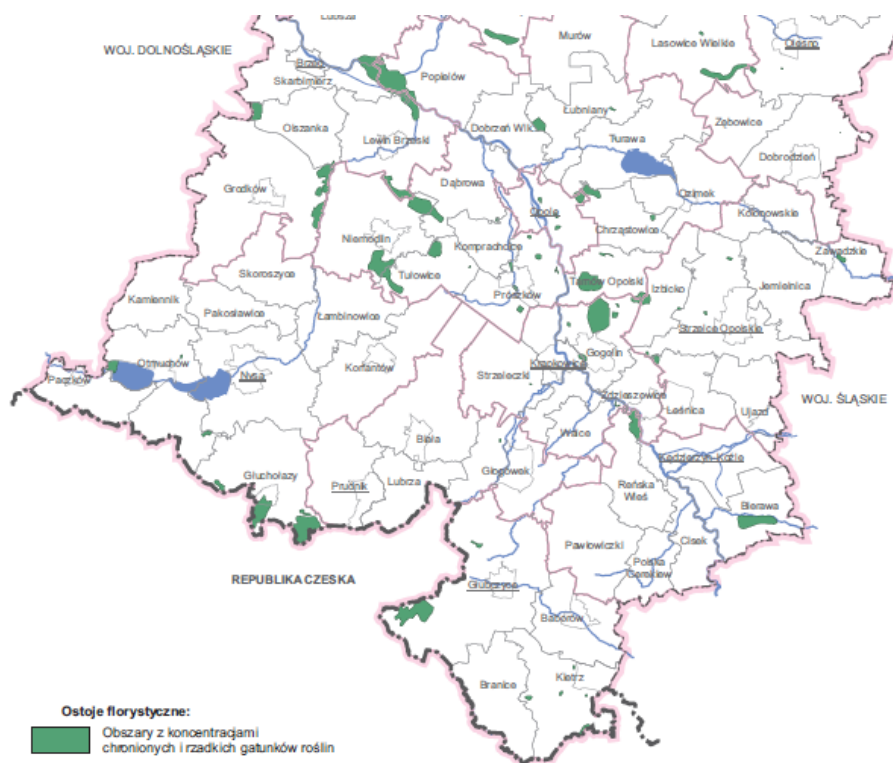 Lubsza
Murów
WOJ. DOLNOŚLĄSKIE
Lasowice Wielkie
Olesno
Brzeg
Popielów
Skarbimierz
Łubniany
Olszanka
Dobrzeń Wlk.
Zębowice
Lewin Brzeski
Turawa
Dobrodzień
Dąbrowa
Grodków
Ozimek
Opole
Kolonowskie
Niemodlin
Chrząstowice
Komprachcice
Zawadzkie
Skoroszyce
Tułowice
Tarnów Opolski
Izbicko
Jemielnica
Kamiennik
Prószków
Pakosławice
Łambinowice
Strzelce Opolskie
Otmuchów
Gogolin
Paczków
Nysa
Korfantów
Strzeleczki
Krapkowice
Zdzieszowice
WOJ. ŚLĄSKIE
Leśnica
Ujazd
Biała
Walce
Kędzierzyn-Koźle
Głuchołazy
Prudnik
Lubrza
Głogówek
Reńska
Wieś
Bierawa
Pawłowiczki
Cisek
REPUBLIKA CZESKA
Polska
Cerekiew
Głubczyce
Baborów
Branice
Kietrz
Ostoje florystyczne:
Obszary z koncentracjami
chronionych i rzadkich gatunków roślin